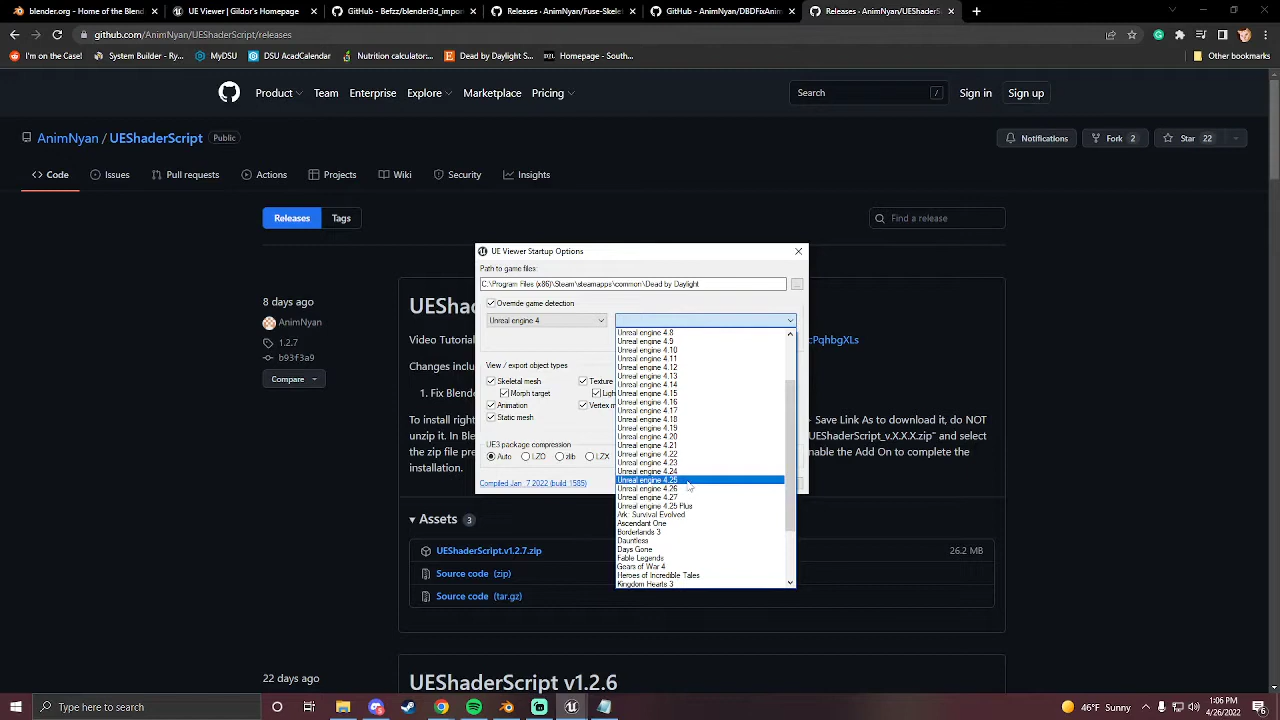 blender.org - Home of the Blend
UE Viewer | Gildor's Homepage
GitHub - Befzz/blender3d_import
Releases · AnimNyan/Fuse-Skelet
GitHub - AnimNyan/DBDFixAnim
Releases · AnimNyan/UEShaderSc
github.com/AnimNyan/UEShaderScript/releases
I'm on the Case!
System Builder - Ry...
MyDSU
DSU AcadCalendar
Nutrition calculator:...
Dead by Daylight S...
Homepage - South...
Other bookmarks
Product
Team
Enterprise
Explore
Marketplace
Pricing
Search
/
Sign in
Sign up
AnimNyan / UEShaderScript
Public
Notifications
Fork 2
Star 22
Code
Issues
Pull requests
Actions
Projects
Wiki
Security
Insights
Releases
Tags
Find a release
UE Viewer Startup Options
Path to game files:
C:\Program Files (x86)\Steam\steamapps\common\Dead by Daylight
...
Override game detection
Unreal engine 4
View / export object types
Skeletal mesh
Morph target
Animation
Static mesh
Texture
Ligh
Vertex m
UE3 package compression
Auto
LZO
zlib
LZX
Compiled Jan 7 2022 (build 1585)
Unreal engine 4.8
Unreal engine 4.9
Unreal engine 4.10
Unreal engine 4.11
Unreal engine 4.12
Unreal engine 4.13
Unreal engine 4.14
Unreal engine 4.15
Unreal engine 4.16
Unreal engine 4.17
Unreal engine 4.18
Unreal engine 4.19
Unreal engine 4.20
Unreal engine 4.21
Unreal engine 4.22
Unreal engine 4.23
Unreal engine 4.24
Unreal engine 4.25
Unreal engine 4.26
Unreal engine 4.27
Unreal engine 4.25 Plus
Ark: Survival Evolved
Ascendant One
Borderlands 3
Dauntless
Days Gone
Fable Legends
Gears of War 4
Heroes of Incredible Tales
Kingdom Hearts 3
8 days ago
AnimNyan
1.2.7
b93f3a9
Compare
UESha
Video Tutorial
cPqhbgXLs
Changes inclu
1. Fix Blend
To install right
Save Link As to download it, do NOT
unzip it. In Ble
UEShaderScript_v.X.X.X.zip" and select
the zip file pre
enable the Add On to complete the
installation.
Assets 3
UEShaderScript.v1.2.7.zip
26.2 MB
Source code (zip)
Source code (tar.gz)
22 days ago
UEShaderScript v1.2.6
Type here to search
46°F Sunny
1:06 PM
4/26/2022